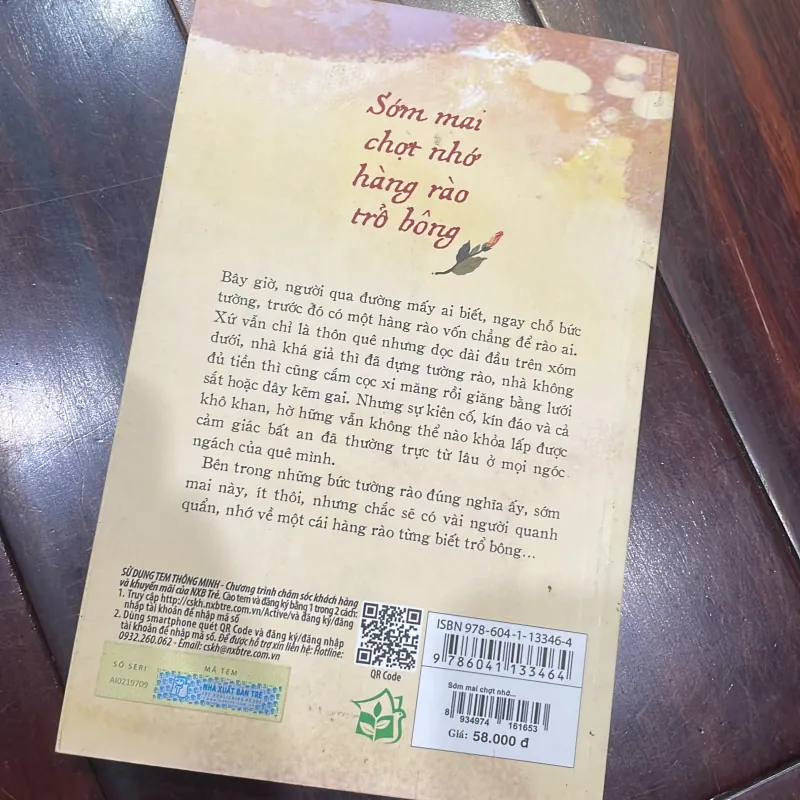 Sớm mai
chợt nhớ
hàng rào
trổ bông
Bây giờ, người qua đường mấy ai biết, ngay chỗ bức
tường, trước đó có một hàng rào vốn chẳng để rào ai.
Xứ vẫn chỉ là thôn quê nhưng dọc dài đầu trên xóm
dưới, nhà khá giả thì đã dựng tường rào, nhà không
đủ tiền thì cũng cắm cọc xi măng rồi giăng bằng lưới
sắt hoặc dây kẽm gai. Nhưng sự kiên cố, kín đáo và cả
khô khan, hờ hững vẫn không thể nào khỏa lấp được
cảm giác bất an đã thường trực từ lâu ở mọi ngóc
ngách của quê mình.
Bên trong những bức tường rào đúng nghĩa ấy, sớm
mai này, ít thôi, nhưng chắc sẽ có vài người quanh
quẩn, nhớ về một cái hàng rào từng biết trổ bông...
SỬ DỤNG TEM THÔNG MINH - Chương trình chăm sóc khách hàng
và khuyến mãi của NXB Trẻ. Cào tem và đăng ký bằng 1 trong 2 cách:
1. Truy cập http://cskh.nxbtre.com.vn/Active/và đăng ký/đăng
nhập tài khoản để nhập mã số
2. Dùng smartphone quét QR Code và đăng ký/đăng nhập
tài khoản để nhập mã số. Để được hỗ trợ xin liên hệ: Hotline:
0932.260.062 - Email: cskh@nxbtre.com.vn
QR Code
SỐ SERI
MÃ TEM
AI0219709
NHÀ XUẤT BẢN TRẺ
ISBN 978-604-1-13346-4
9 786041 133464
Sớm mai chợt nhớ...
8 934974 161653
Giá: 58.000 đ